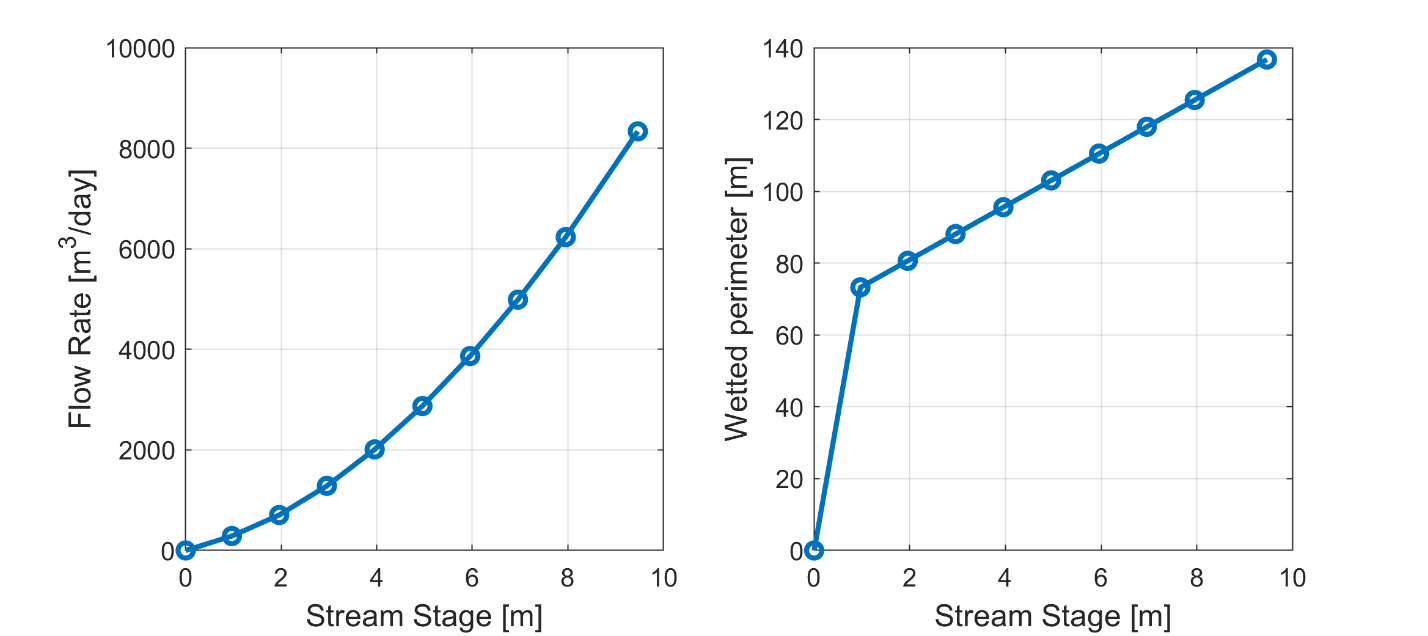 10000
8000
6000
4000
2000
0
Flow Rate [m³/day]
0 2 4 6 8 10
Stream Stage [m]
140
120
100
80
60
40
20
0
Wetted perimeter [m]
0 2 4 6 8 10
Stream Stage [m]